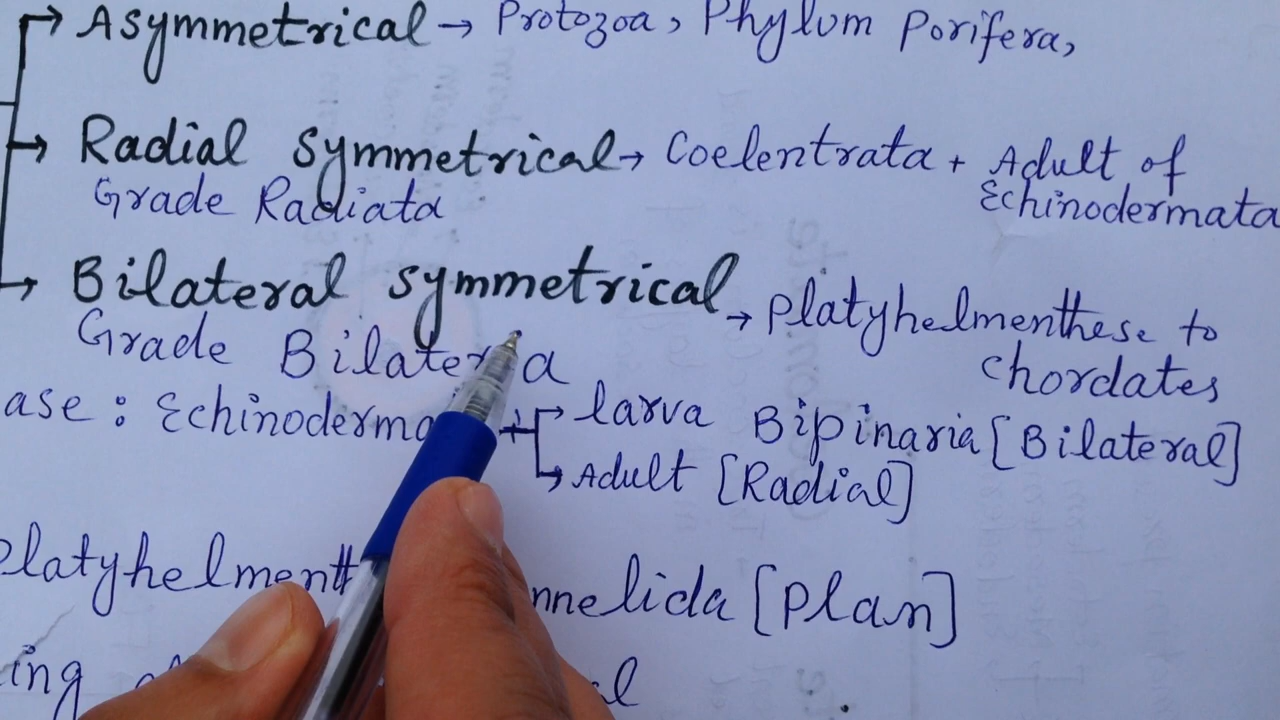 Asymmetrical → Protozoa, Phylum Porifera,
Radial symmetrical → Coelentrata + Adult of
Grade Radiata Echinodermata
Bilateral symmetrical → Platyhelmenthese to
Grade Bilateria chordates
ase : Echinoderma → larva Bipinaria [Bilateral]
→ Adult [Radial]
latyhelment nnelida [Plan]
ing